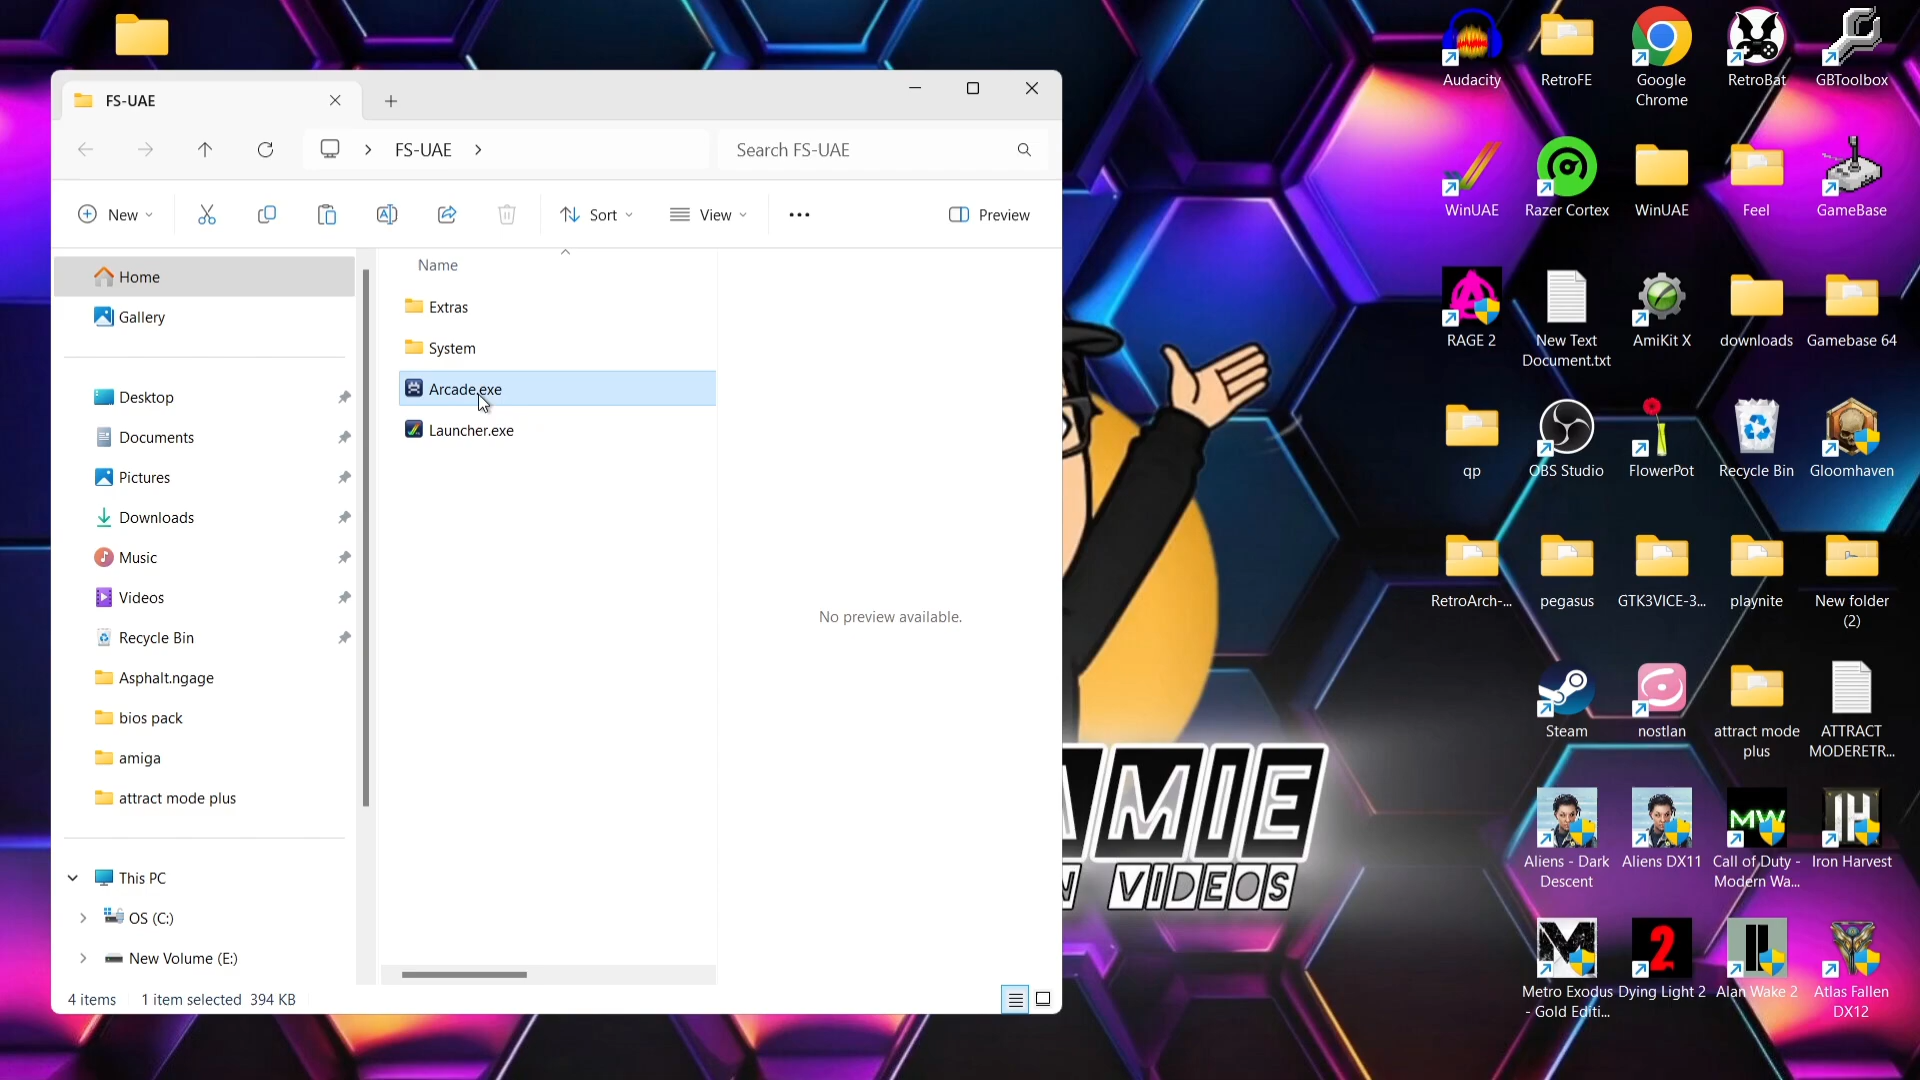 FS-UAE
FS-UAE
Search FS-UAE
New
Sort
View
Preview
Home
Gallery
Desktop
Documents
Pictures
Downloads
Music
Videos
Recycle Bin
Asphalt.ngage
bios pack
amiga
attract mode plus
This PC
OS (C:)
New Volume (E:)
Name
Extras
System
Arcade.exe
Launcher.exe
No preview available.
4 items
1 item selected 394 KB
AMIE
VIDEOS
Audacity
RetroFE
Google
Chrome
RetroBat
GBToolbox
WinUAE
Razer Cortex
WinUAE
Feel
GameBase
RAGE 2
New Text
Document.txt
AmiKit X
downloads
Gamebase 64
qp
OBS Studio
FlowerPot
Recycle Bin
Gloomhaven
RetroArch-...
pegasus
GTK3VICE-3...
playnite
New folder
(2)
Steam
nostlan
attract mode
plus
ATTRACT
MODERETR...
MW
Aliens - Dark
Descent
Aliens DX11
Call of Duty -
Modern Wa...
Iron Harvest
2
Metro Exodus
- Gold Editi...
Dying Light 2
Alan Wake 2
Atlas Fallen
DX12